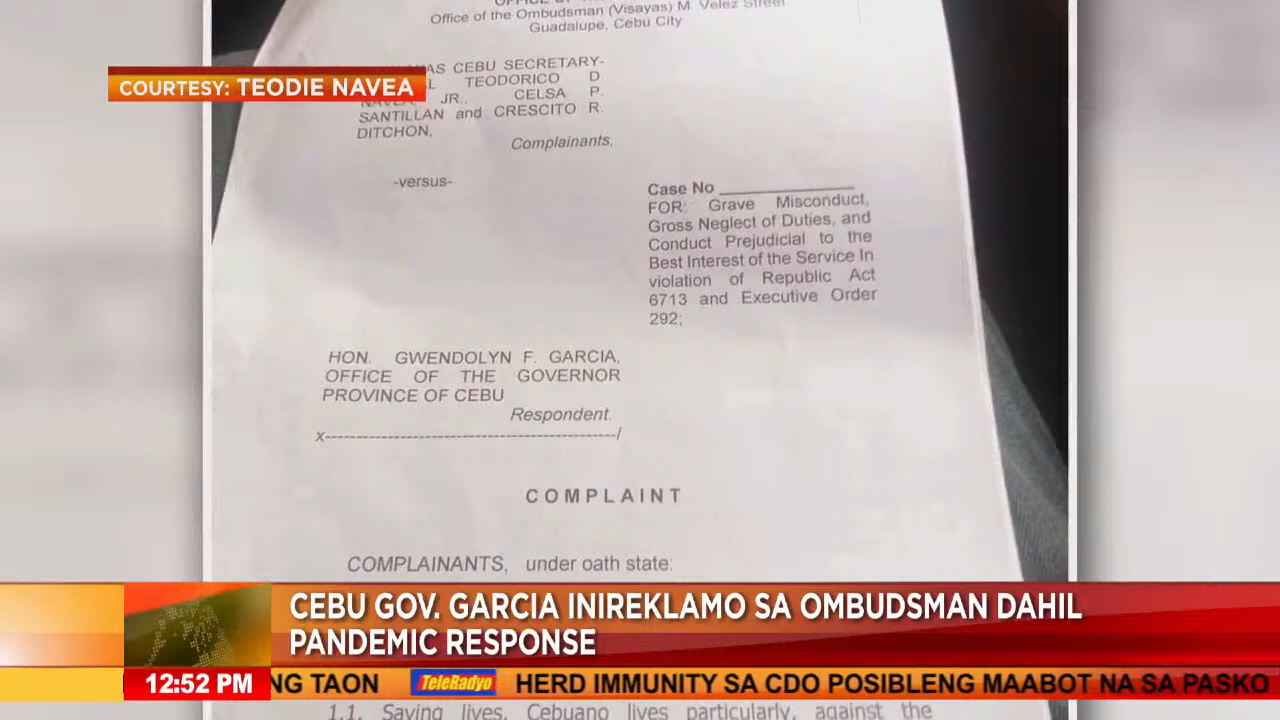 Office of the Ombudsman (Visayas) M Velez Street
Guadalupe, Cebu City
COURTESY: TEODIE NAVEA
CEBU SECRETARY-
TEODORICO D
NAVEA, JR., CELSA P.
SANTILLAN and CRESCITO R.
DITCHON,
Complainants,
-versus-
Case No
FOR: Grave Misconduct,
Gross Neglect of Duties, and
Conduct Prejudicial to the
Best Interest of the Service In
violation of Republic Act
6713 and Executive Order
292;
HON. GWENDOLYN F. GARCIA,
OFFICE OF THE GOVERNOR
PROVINCE OF CEBU
Respondent.
x---------------------------------------------/
COMPLAINT
COMPLAINANTS, under oath state:
CEBU GOV. GARCIA INIREKLAMO SA OMBUDSMAN DAHIL
PANDEMIC RESPONSE
12:52 PM NG TAON TeleRadyo HERD IMMUNITY SA CDO POSIBLENG MAABOT NA SA PASKO
1.1. Saving lives, Cebuano lives particularly, against the